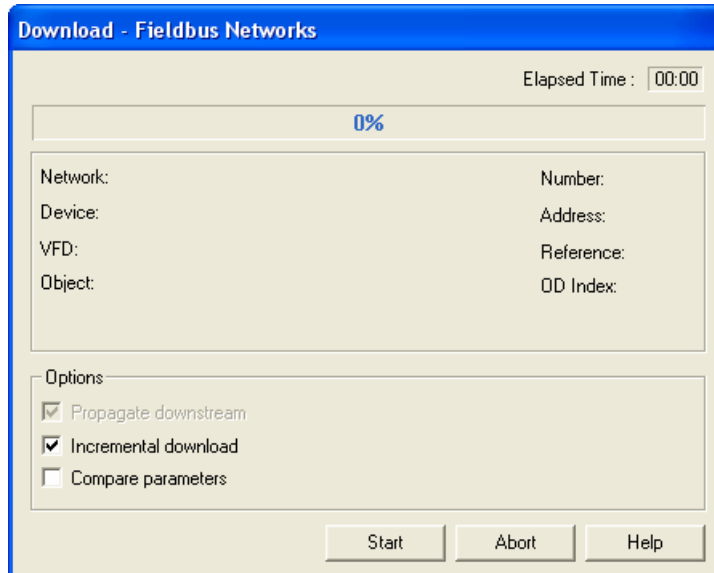 Download - Fieldbus Networks
Elapsed Time : 00:00
0%
Network: Number:
Device: Address:
VFD: Reference:
Object: OD Index:
Options
Propagate downstream
Incremental download
Compare parameters
Start Abort Help